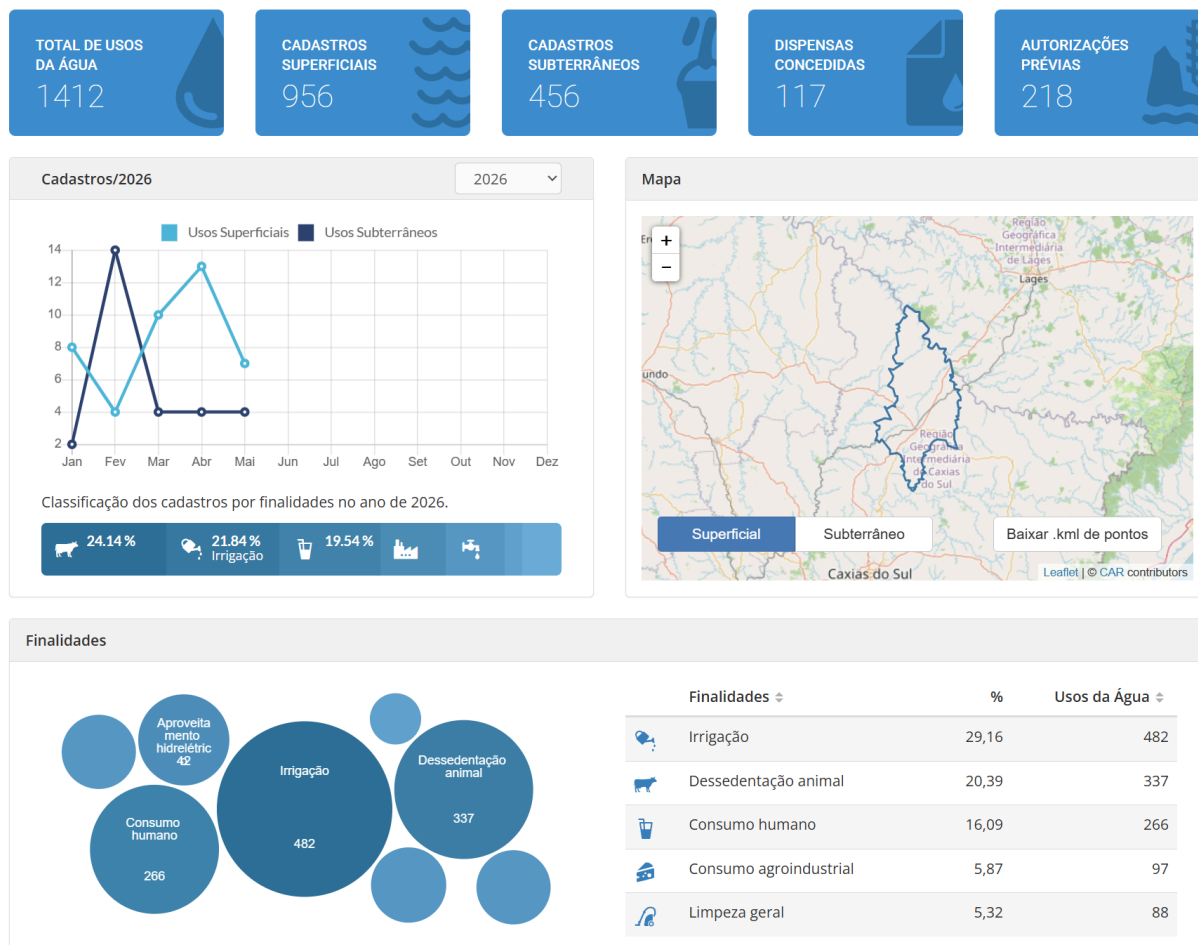 TOTAL DE USOS
DA ÁGUA
1412
CADASTROS
SUPERFICIAIS
956
CADASTROS
SUBTERRÂNEOS
456
DISPENSAS
CONCEDIDAS
117
AUTORIZAÇÕES
PRÉVIAS
218
Cadastros/2026
2026
Usos Superficiais
Usos Subterrâneos
14
12
10
8
6
4
2
Jan Fev Mar Abr Mai Jun Jul Ago Set Out Nov Dez
Classificação dos cadastros por finalidades no ano de 2026.
24.14 %
21.84 %
Irrigação
19.54 %
Mapa
+
−
Região
Geográfica
Intermediária
de Lages
Lages
undo
Região
Geográfica
Intermediária
de Caxias
do Sul
Superficial
Subterrâneo
Baixar .kml de pontos
Caxias do Sul
Leaflet | © CAR contributors
Finalidades
Aproveita
mento
hidrelétric
Irrigação
482
Dessedentação
animal
337
Consumo
humano
266
Finalidades % Usos da Água
Irrigação 29,16 482
Dessedentação animal 20,39 337
Consumo humano 16,09 266
Consumo agroindustrial 5,87 97
Limpeza geral 5,32 88